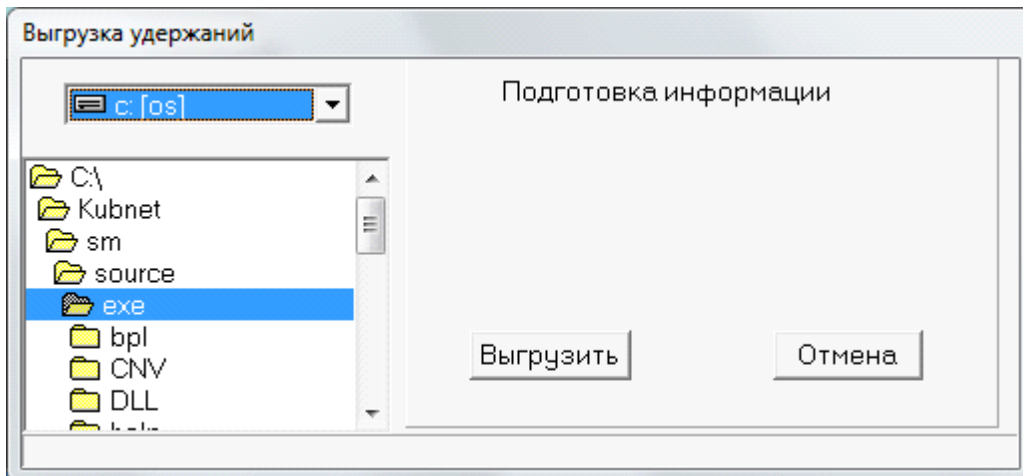 Выгрузка удержаний
c: [os]
Подготовка информации
C:\
Kubnet
sm
source
exe
bpl
CNV
DLL
Выгрузить
Отмена